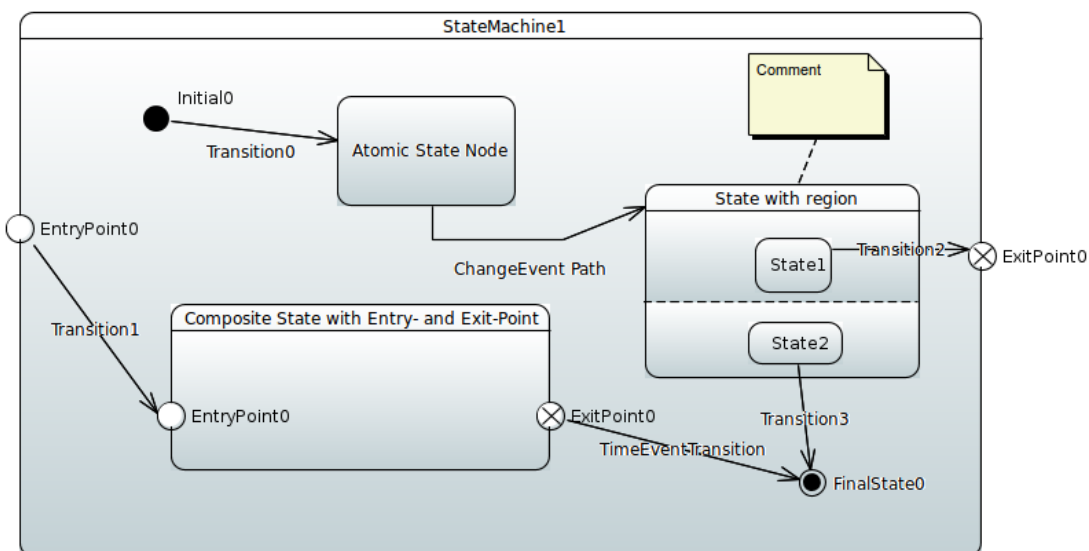 StateMachine1
Comment
Initial0
Transition0
Atomic State Node
State with region
EntryPoint0
Transition2
ExitPoint0
State1
ChangeEvent Path
Composite State with Entry- and Exit-Point
Transition1
State2
EntryPoint0
ExitPoint0
Transition3
TimeEventTransition
FinalState0